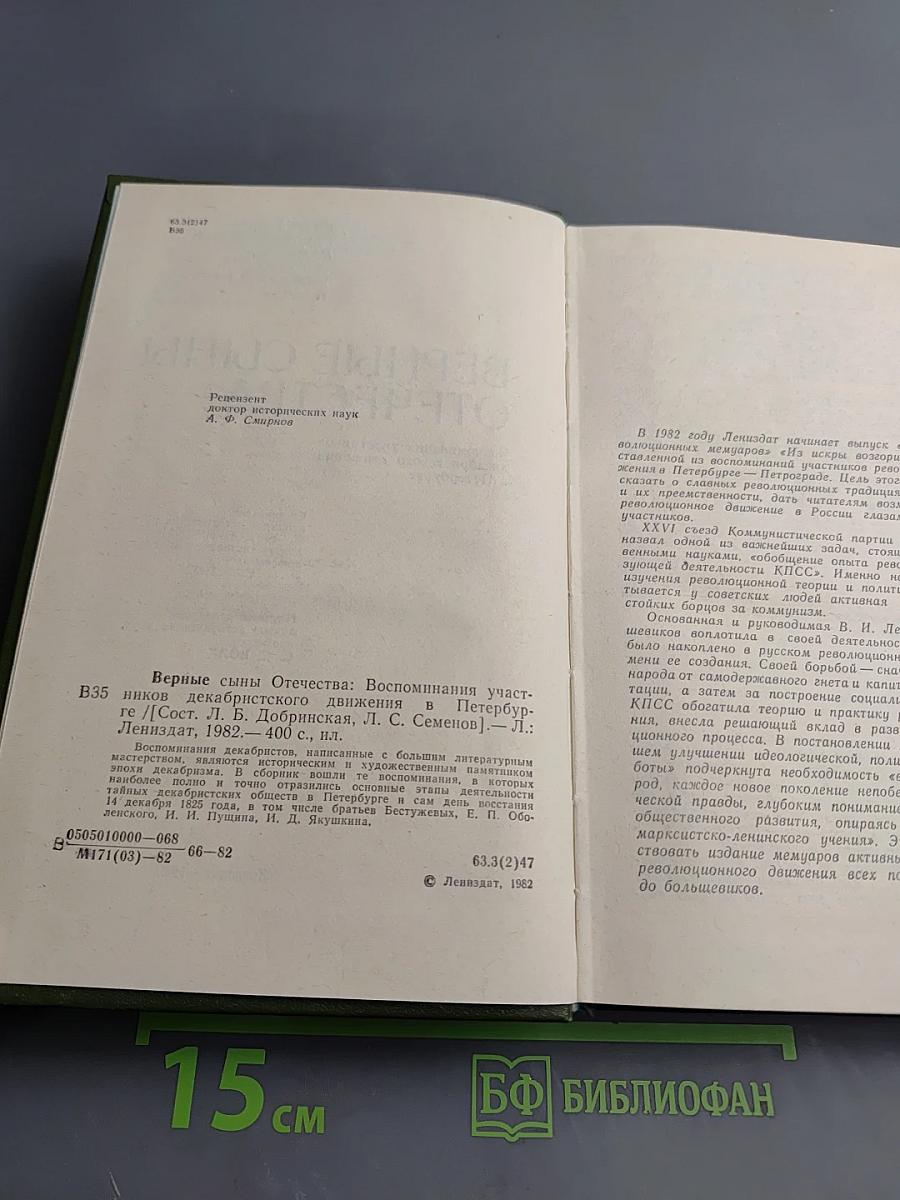 63.3(2)47
В35
Рецензент
доктор исторических наук
А. Ф. Смирнов
Верные сыны Отечества: Воспоминания участ-
В35 ников декабристского движения в Петербур-
ге /[Сост. Л. Б. Добринская, Л. С. Семенов].— Л.:
Лениздат, 1982.— 400 с., ил.
Воспоминания декабристов, написанные с большим литературным
мастерством, являются историческим и художественным памятником
эпохи декабризма. В сборник вошли те воспоминания, в которых
наиболее полно и точно отразились основные этапы деятельности
тайных декабристских обществ в Петербурге и сам день восстания
14 декабря 1825 года, в том числе братьев Бестужевых, Е. П. Обо-
ленского, И. И. Пущина, И. Д. Якушкина,
В 0505010000—068
М171(03)—82 66—82
63.3(2)47
© Лениздат, 1982
В 1982 году Лениздат начинает выпуск
волюционных мемуаров» «Из искры возгори
ставленной из воспоминаний участников рево
жения в Петербурге — Петрограде. Цель этог
сказать о славных революционных традиция
и их преемственности, дать читателям возм
революционное движение в России глаза
участников.
XXVI съезд Коммунистической партии
назвал одной из важнейших задач, стоящ
венными науками, «обобщение опыта рев
зующей деятельности КПСС». Именно н
изучения революционной теории и полит
тывается у советских людей активная
стойких борцов за коммунизм.
Основанная и руководимая В. И. Ле
шевиков воплотила в своей деятельнос
было накоплено в русском революционн
мени ее создания. Своей борьбой — снач
народа от самодержавного гнета и капит
тации, а затем за построение социали
КПСС обогатила теорию и практику р
ния, внесла решающий вклад в разв
ционного процесса. В постановлении
шем улучшении идеологической, поли
боты» подчеркнута необходимость «в
род, каждое новое поколение непобе
ческой правды, глубоким понимание
общественного развития, опираясь
марксистско-ленинского учения». Э
ствовать издание мемуаров активны
революционного движения всех по
до большевиков.
15 см
БФ БИБЛИОФАН